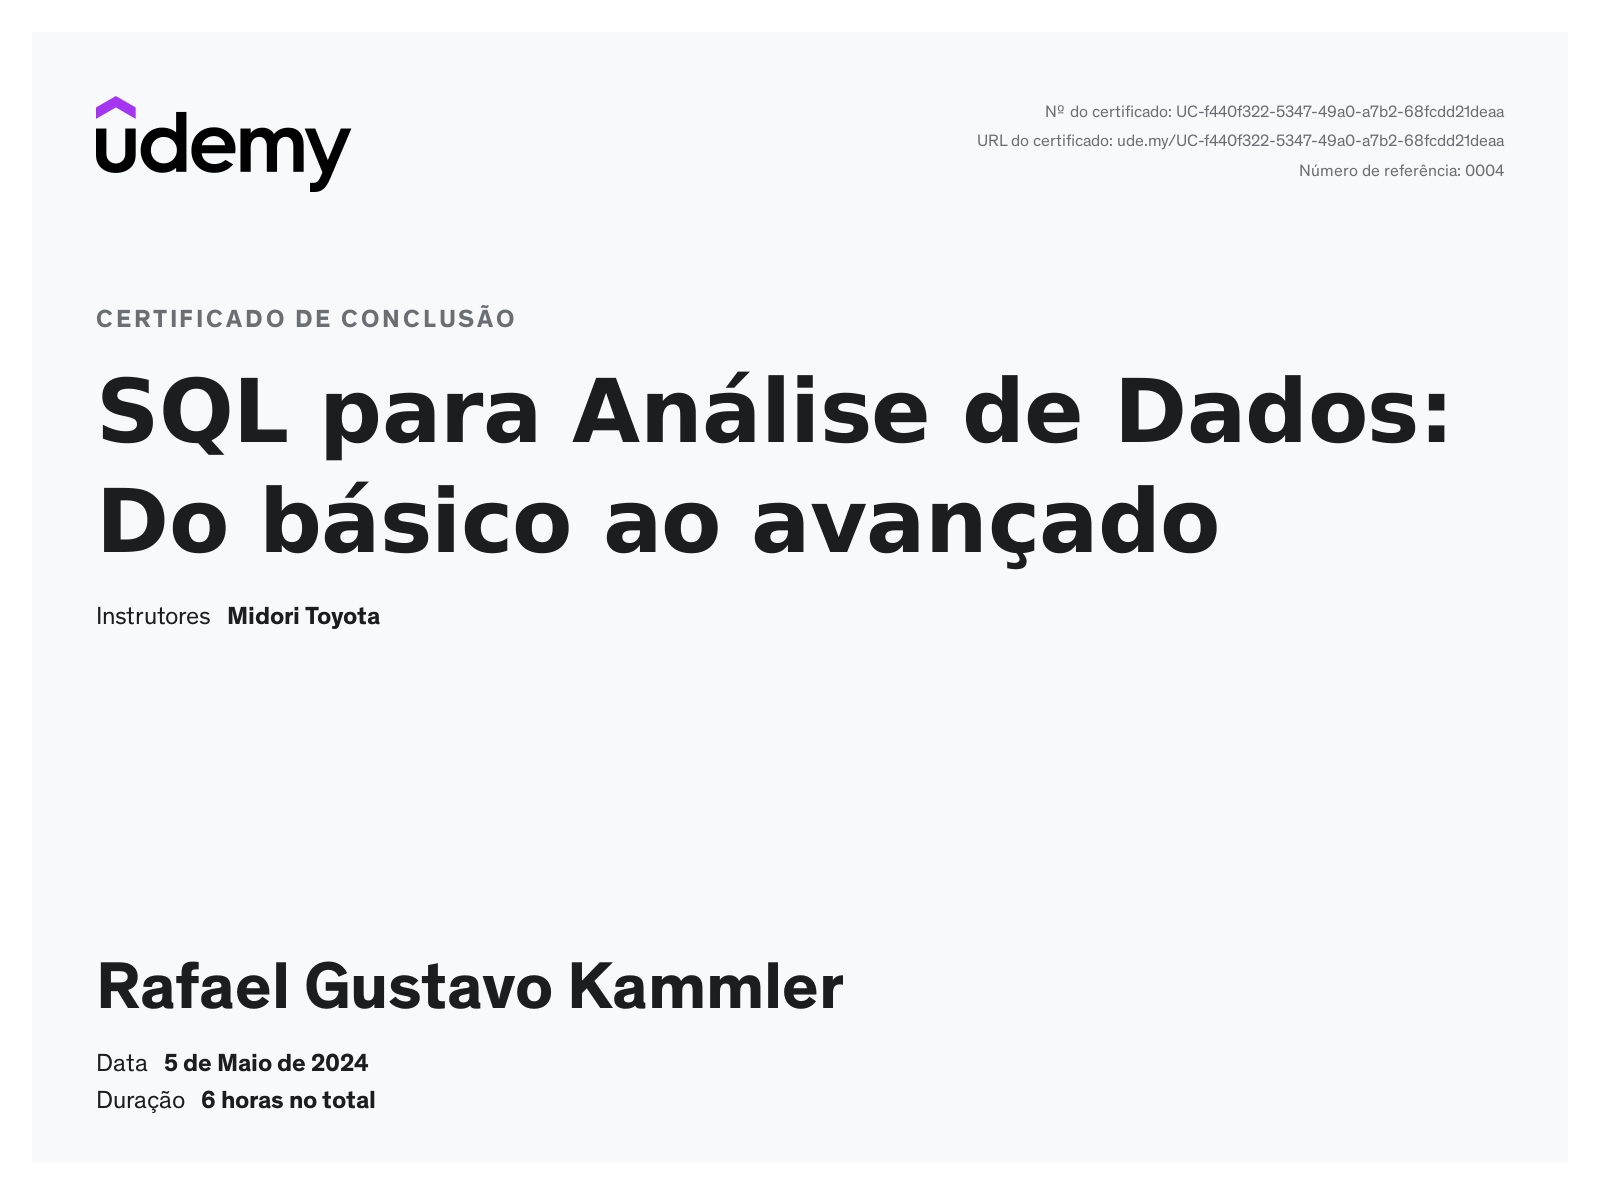 udemy
Nº do certificado: UC-f440f322-5347-49a0-a7b2-68fcdd21deaa
URL do certificado: ude.my/UC-f440f322-5347-49a0-a7b2-68fcdd21deaa
Número de referência: 0004
CERTIFICADO DE CONCLUSÃO
SQL para Análise de Dados:
Do básico ao avançado
Instrutores Midori Toyota
Rafael Gustavo Kammler
Data 5 de Maio de 2024
Duração 6 horas no total